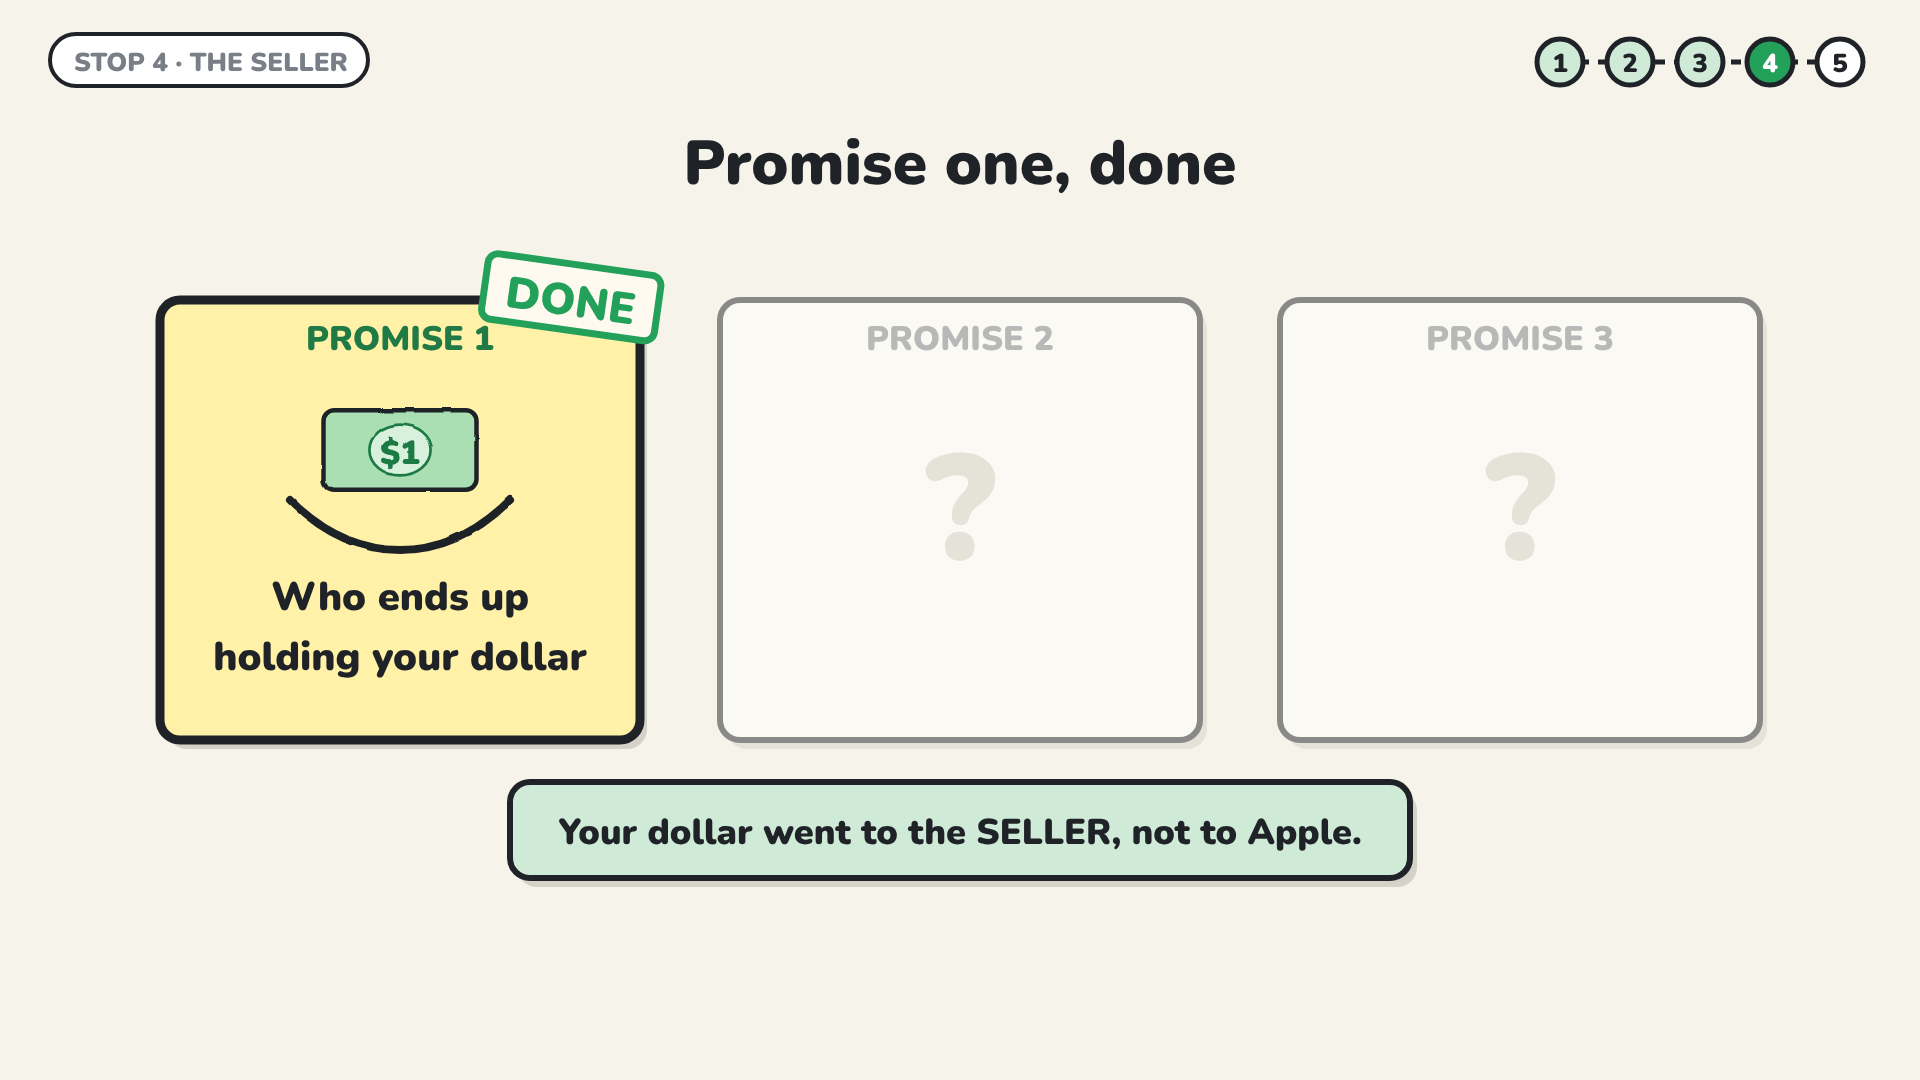 STOP 4 · THE SELLER
1 2 3 4 5
Promise one, done
DONE
PROMISE 1
$1
Who ends up
holding your dollar
PROMISE 2
?
PROMISE 3
?
Your dollar went to the SELLER, not to Apple.